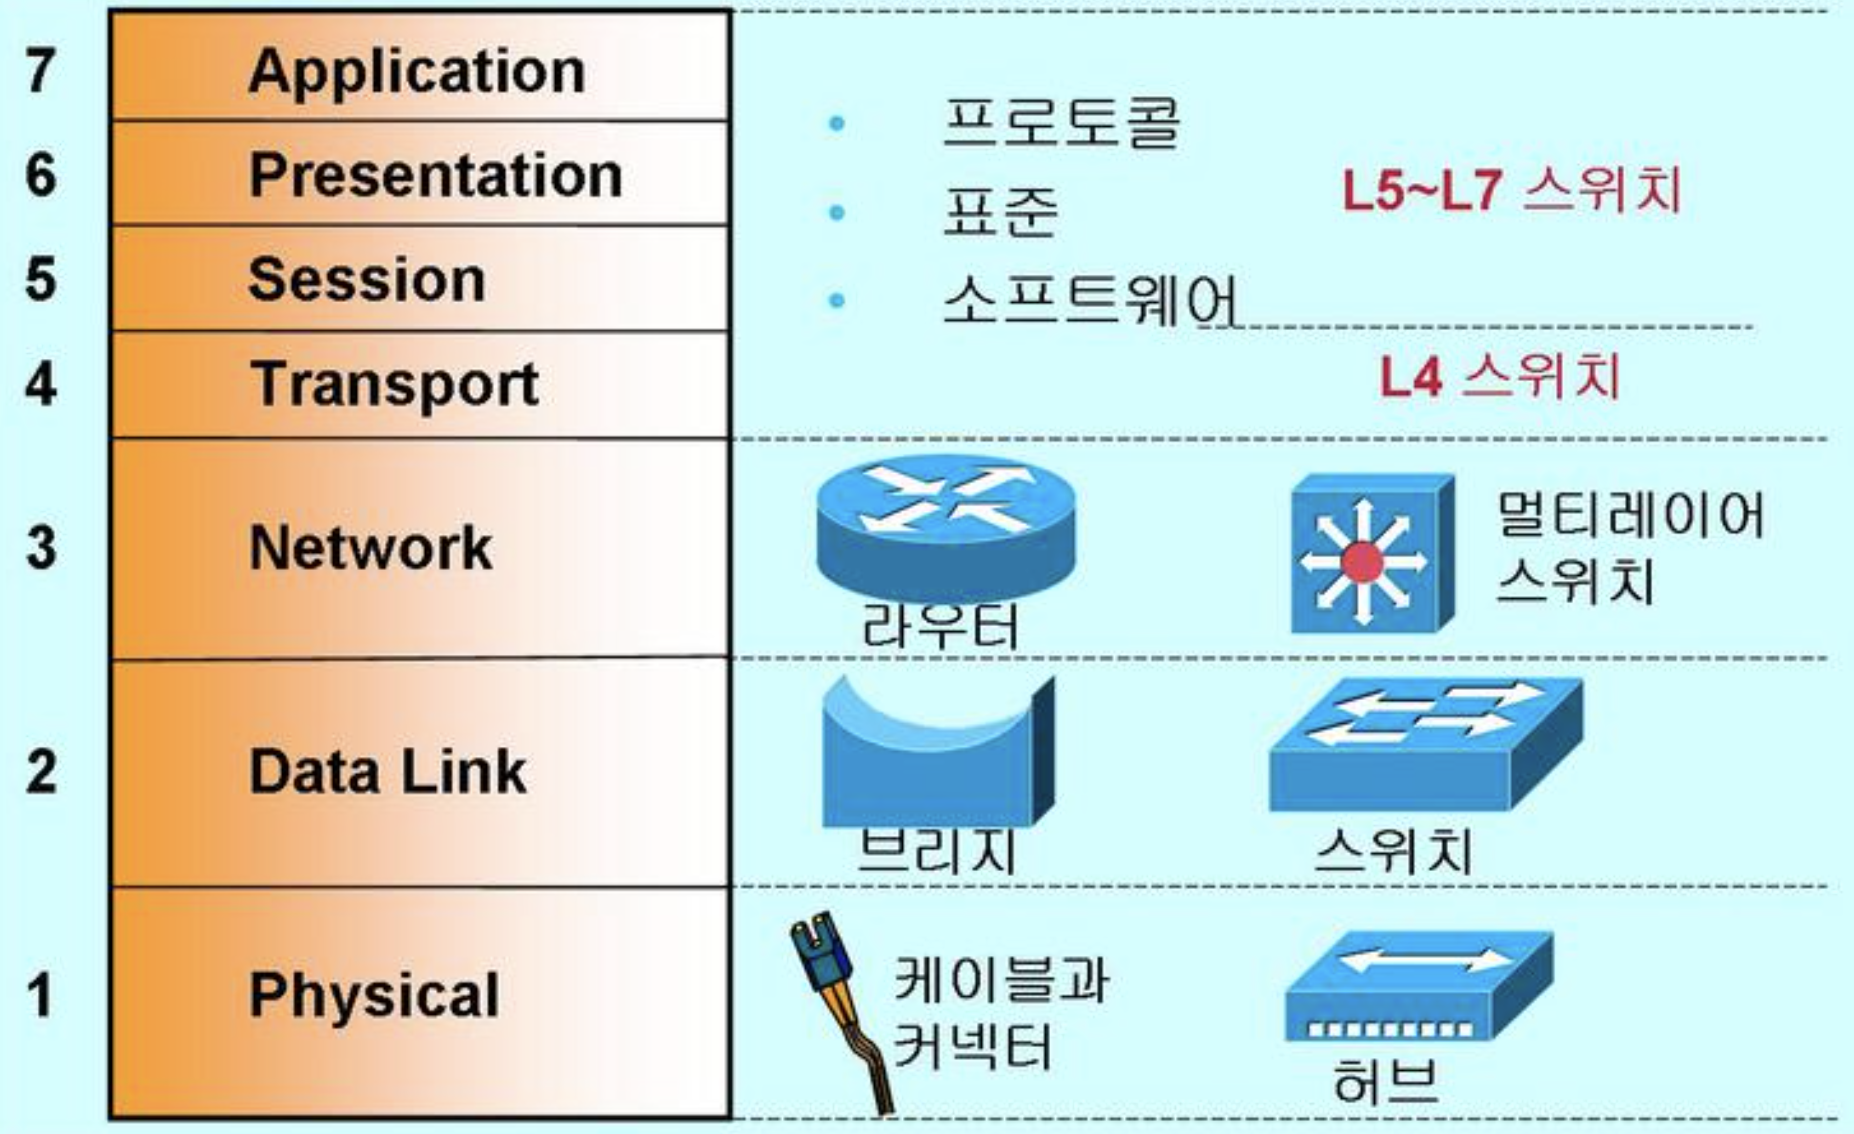 7 Application
6 Presentation
5 Session
4 Transport
3 Network
2 Data Link
1 Physical
• 프로토콜
• 표준
• 소프트웨어
L5~L7 스위치
L4 스위치
라우터
멀티레이어
스위치
브리지
스위치
케이블과
커넥터
허브